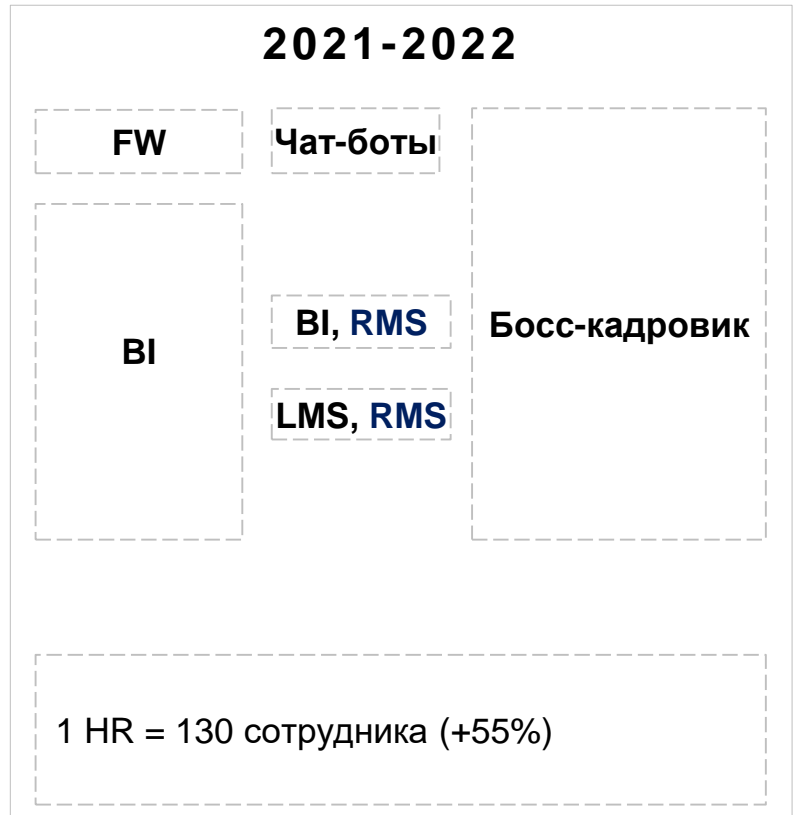 2021-2022
FW
Чат-боты
BI
BI, RMS
LMS, RMS
Босс-кадровик
1 HR = 130 сотрудника (+55%)